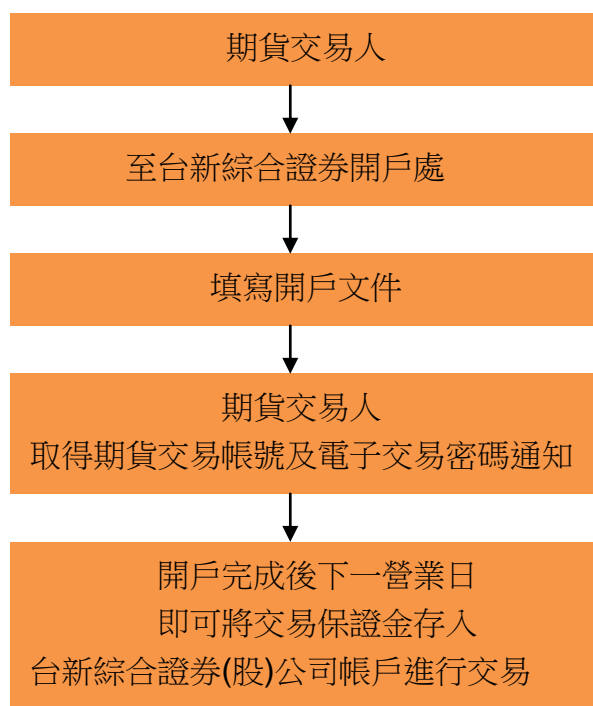 期貨交易人
至台新綜合證券開戶處
填寫開戶文件
期貨交易人
取得期貨交易帳號及電子交易密碼通知
開戶完成後下一營業日
即可將交易保證金存入
台新綜合證券(股)公司帳戶進行交易